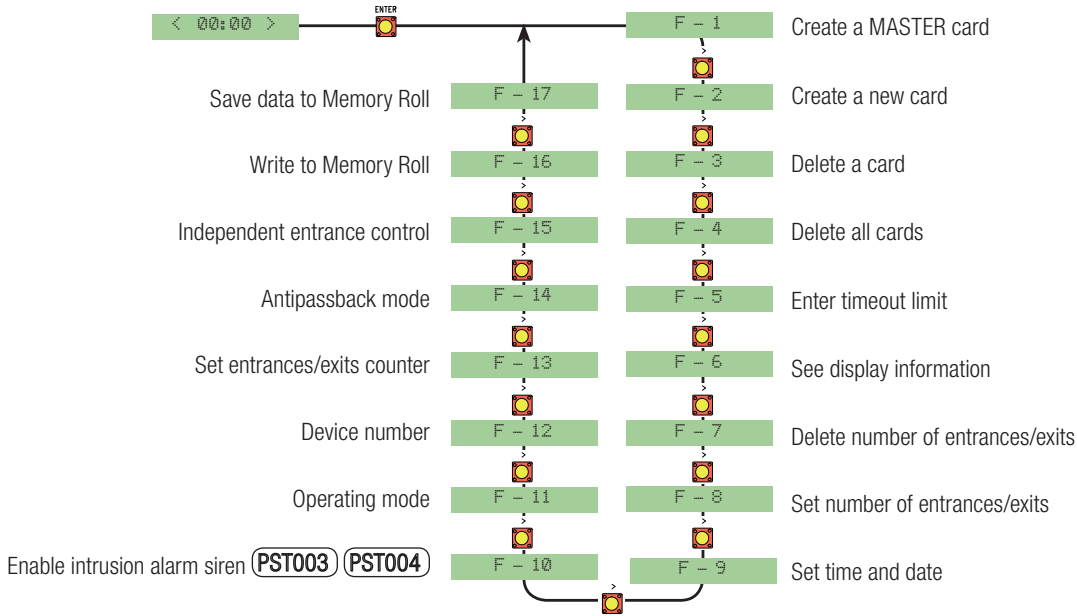 ENTER
< 00:00 >
F - 1 Create a MASTER card
>
Save data to Memory Roll F - 17
F - 2 Create a new card
>
>
Write to Memory Roll F - 16
F - 3 Delete a card
>
>
Independent entrance control F - 15
F - 4 Delete all cards
>
>
Antipassback mode F - 14
F - 5 Enter timeout limit
>
>
Set entrances/exits counter F - 13
F - 6 See display information
>
>
Device number F - 12
F - 7 Delete number of entrances/exits
>
>
Operating mode F - 11
F - 8 Set number of entrances/exits
>
>
Enable intrusion alarm siren PST003 PST004 F - 10
F - 9 Set time and date
>